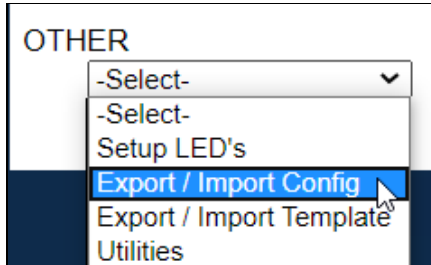 OTHER
-Select-
-Select-
Setup LED's
Export / Import Config
Export / Import Template
Utilities